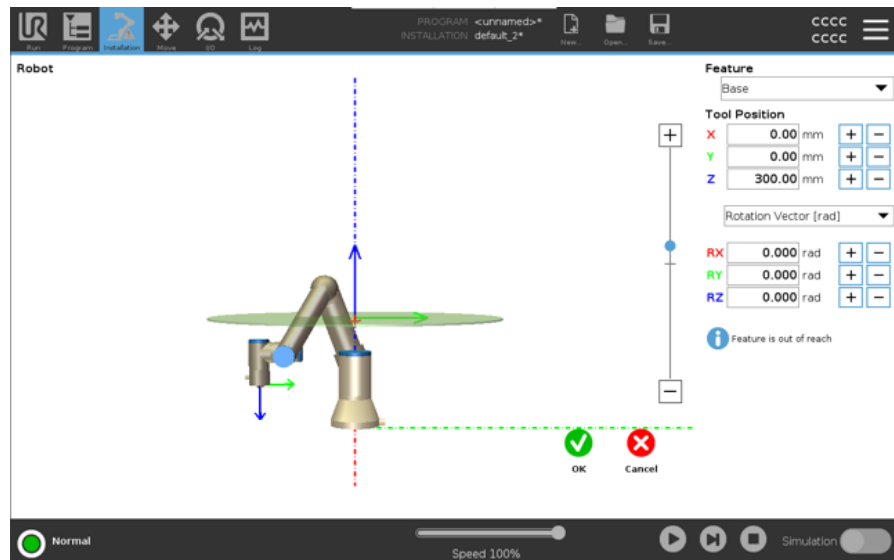 PROGRAM <unnamed>*
INSTALLATION default_2*
cccc
cccc
UR
Run
Program
Installation
Move
I/O
Log
New...
Open...
Save...
Robot
Feature
Base
Tool Position
X 0.00 mm + −
Y 0.00 mm + −
Z 300.00 mm + −
Rotation Vector [rad]
RX 0.000 rad + −
RY 0.000 rad + −
RZ 0.000 rad + −
i Feature is out of reach
+
−
OK
Cancel
Normal
Speed 100%
Simulation